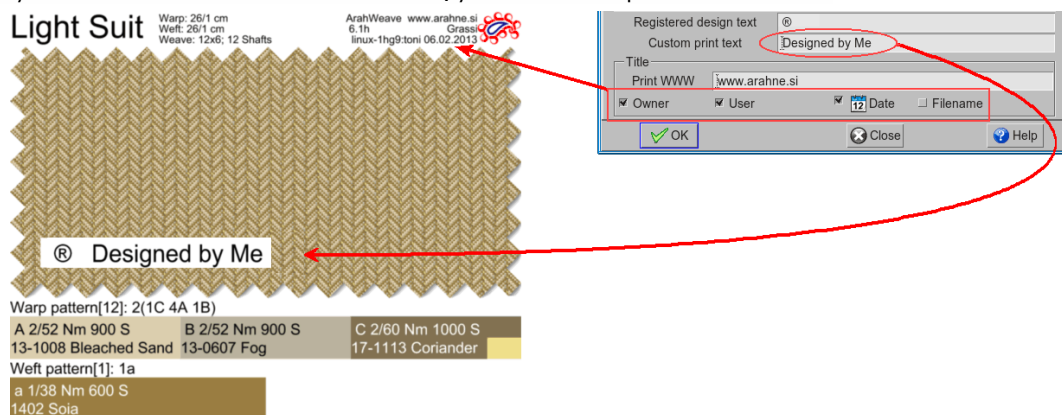 Light Suit
Warp: 26/1 cm
Weft: 26/1 cm
Weave: 12x6; 12 Shafts
ArahWeave www.arahne.si
6.1h Grassi
linux-1hg9:toni 06.02.2013
® Designed by Me
Warp pattern[12]: 2(1C 4A 1B)
A 2/52 Nm 900 S B 2/52 Nm 900 S C 2/60 Nm 1000 S
13-1008 Bleached Sand 13-0607 Fog 17-1113 Coriander
Weft pattern[1]: 1a
a 1/38 Nm 600 S
1402 Soia
Registered design text ®
Custom print text Designed by Me
Title
Print WWW www.arahne.si
Owner User 12 Date Filename
OK Close Help